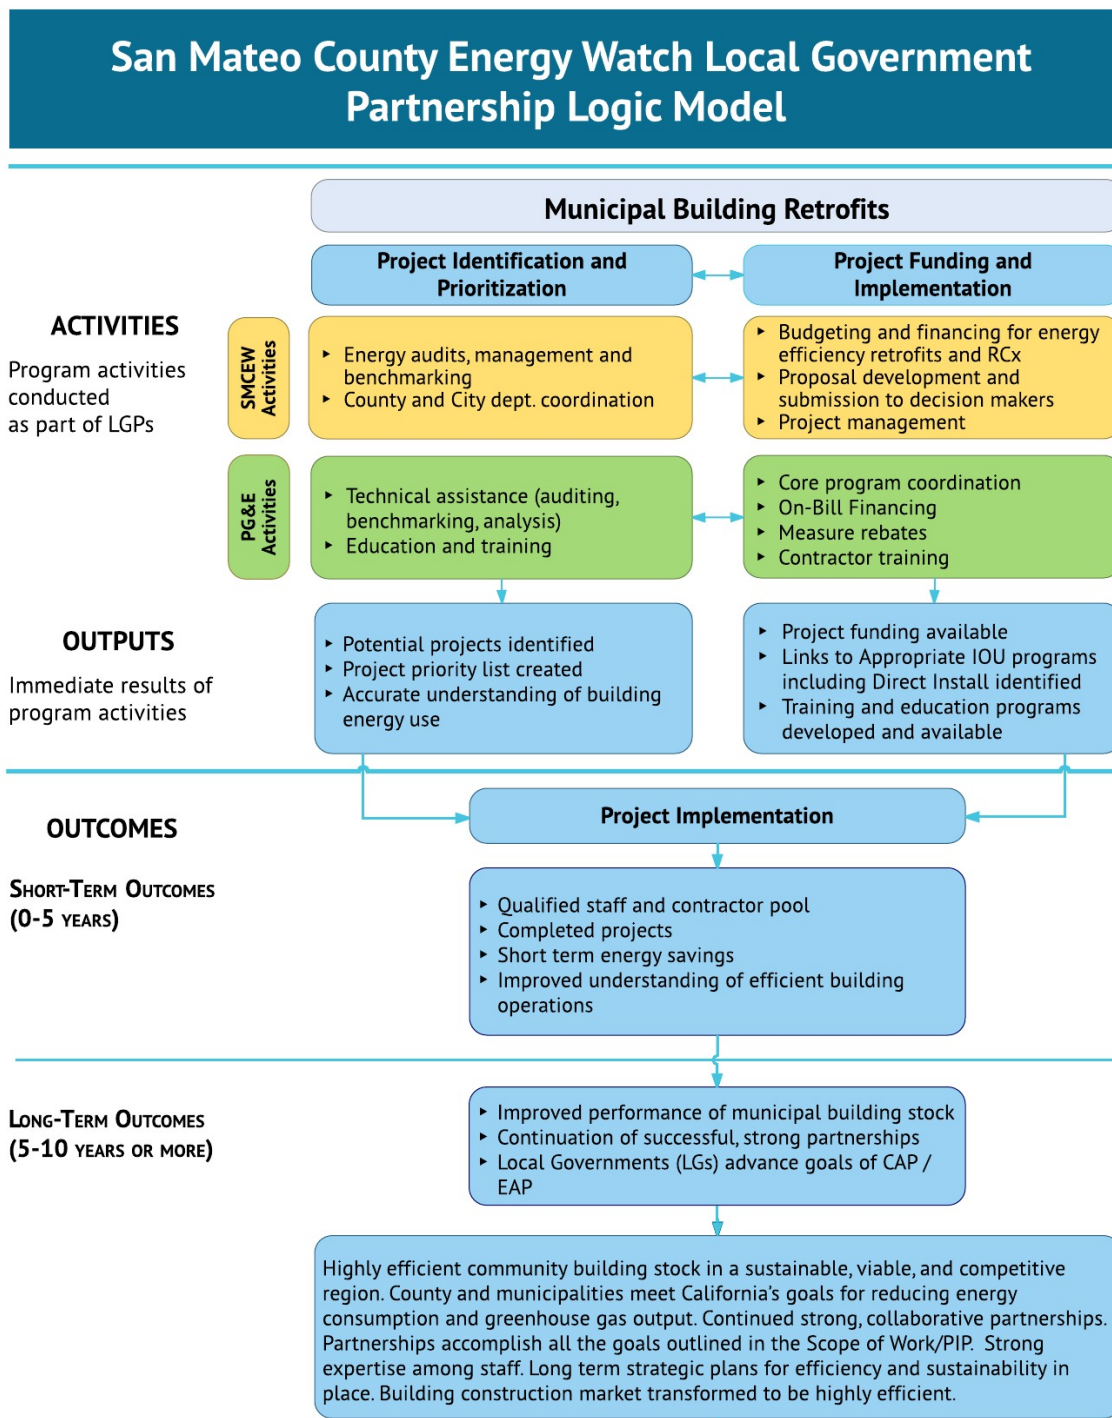 San Mateo County Energy Watch Local Government
Partnership Logic Model
Municipal Building Retrofits
Project Identification and
Prioritization
Project Funding and
Implementation
ACTIVITIES
Program activities
conducted
as part of LGPs
SMCEW
Activities
‣ Energy audits, management and
benchmarking
‣ County and City dept. coordination
‣ Budgeting and financing for energy
efficiency retrofits and RCx
‣ Proposal development and
submission to decision makers
‣ Project management
PG&E
Activities
‣ Technical assistance (auditing,
benchmarking, analysis)
‣ Education and training
‣ Core program coordination
‣ On-Bill Financing
‣ Measure rebates
‣ Contractor training
OUTPUTS
Immediate results of
program activities
‣ Potential projects identified
‣ Project priority list created
‣ Accurate understanding of building
energy use
‣ Project funding available
‣ Links to Appropriate IOU programs
including Direct Install identified
‣ Training and education programs
developed and available
OUTCOMES
Project Implementation
SHORT-TERM OUTCOMES
(0-5 YEARS)
‣ Qualified staff and contractor pool
‣ Completed projects
‣ Short term energy savings
‣ Improved understanding of efficient building
operations
LONG-TERM OUTCOMES
(5-10 YEARS OR MORE)
‣ Improved performance of municipal building stock
‣ Continuation of successful, strong partnerships
‣ Local Governments (LGs) advance goals of CAP /
EAP
Highly efficient community building stock in a sustainable, viable, and competitive
region. County and municipalities meet California's goals for reducing energy
consumption and greenhouse gas output. Continued strong, collaborative partnerships.
Partnerships accomplish all the goals outlined in the Scope of Work/PIP. Strong
expertise among staff. Long term strategic plans for efficiency and sustainability in
place. Building construction market transformed to be highly efficient.